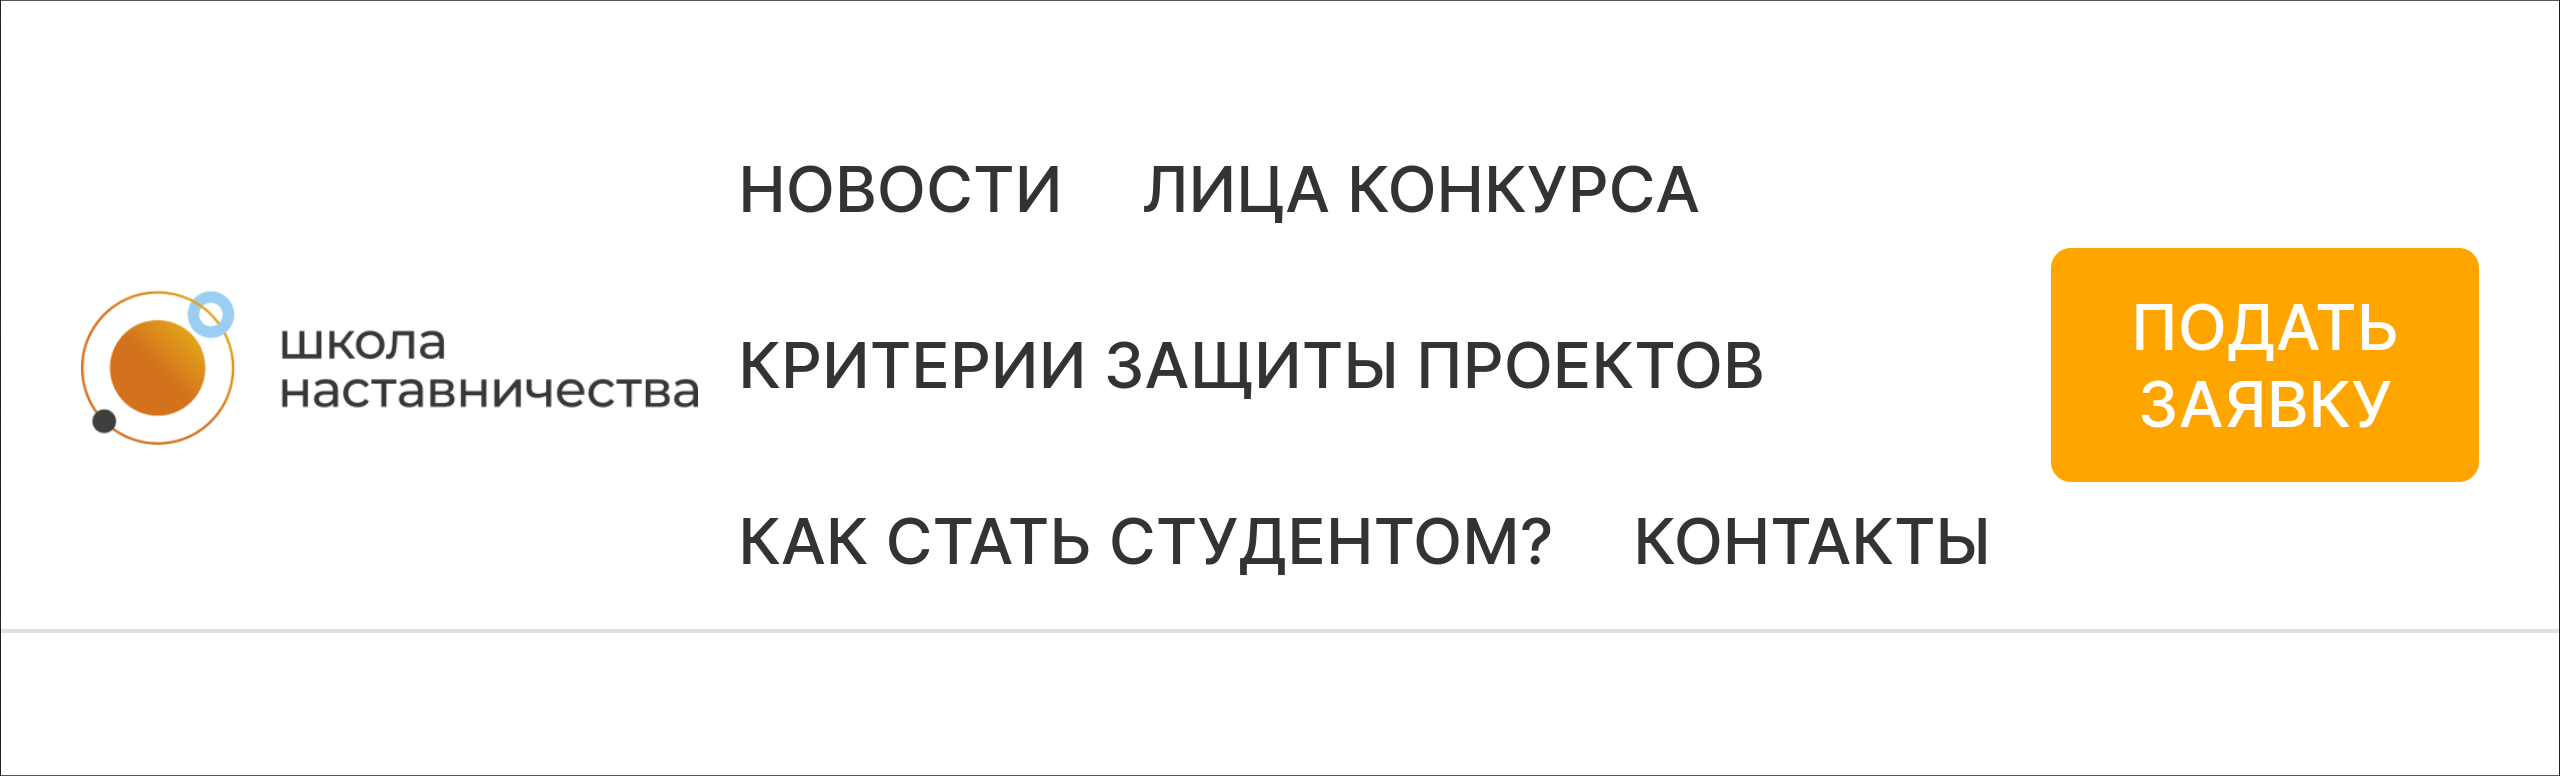 школа
наставничества
НОВОСТИ ЛИЦА КОНКУРСА
КРИТЕРИИ ЗАЩИТЫ ПРОЕКТОВ
КАК СТАТЬ СТУДЕНТОМ? КОНТАКТЫ
ПОДАТЬ
ЗАЯВКУ